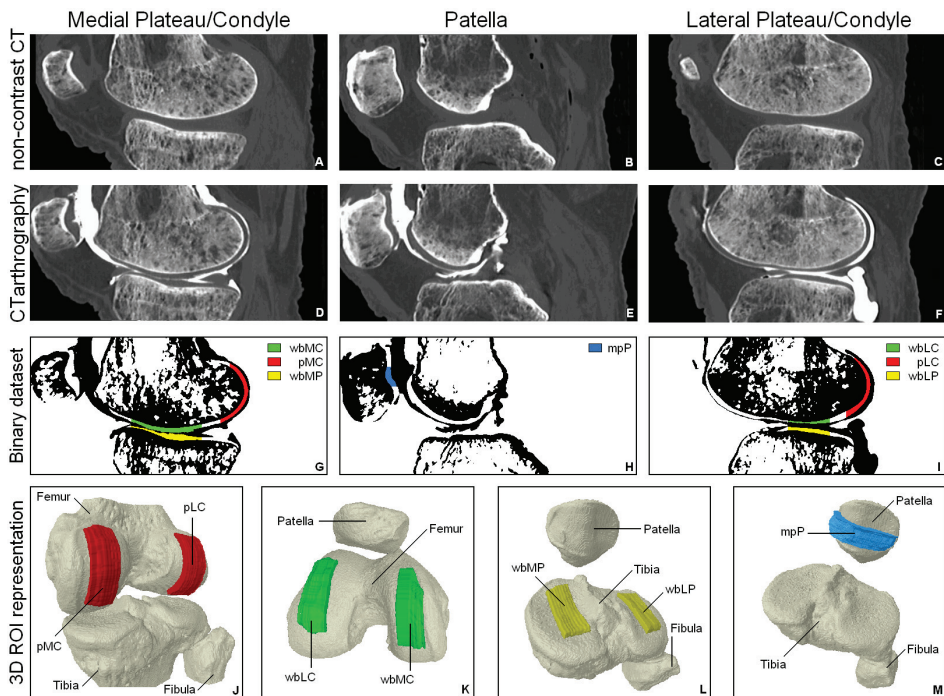 Medial Plateau/Condyle
Patella
Lateral Plateau/Condyle
non-contrast CT
A
B
C
CTarthrography
D
E
F
Binary dataset
wbMC
pMC
wbMP
G
mpP
H
wbLC
pLC
wbLP
I
3D ROI representation
Femur
pLC
pMC
Tibia
Fibula
J
Patella
Femur
wbLC
wbMC
K
Patella
wbMP
Tibia
wbLP
Fibula
L
Patella
mpP
Tibia
Fibula
M